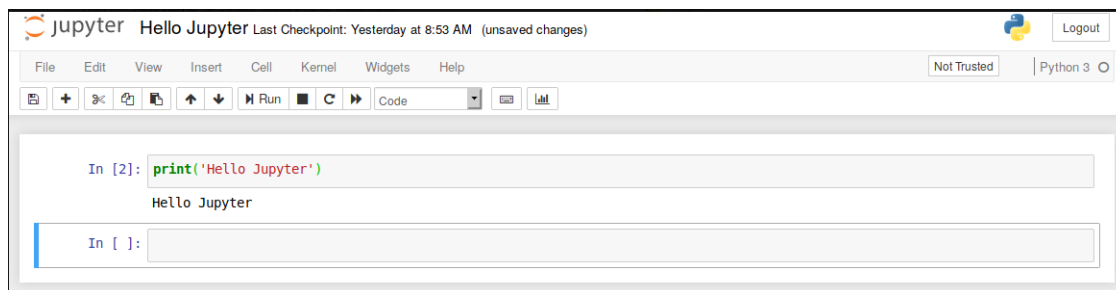 jupyter Hello Jupyter Last Checkpoint: Yesterday at 8:53 AM (unsaved changes) Logout
File Edit View Insert Cell Kernel Widgets Help Not Trusted Python 3
Run Code
In [2]: print('Hello Jupyter')
Hello Jupyter
In [ ]: